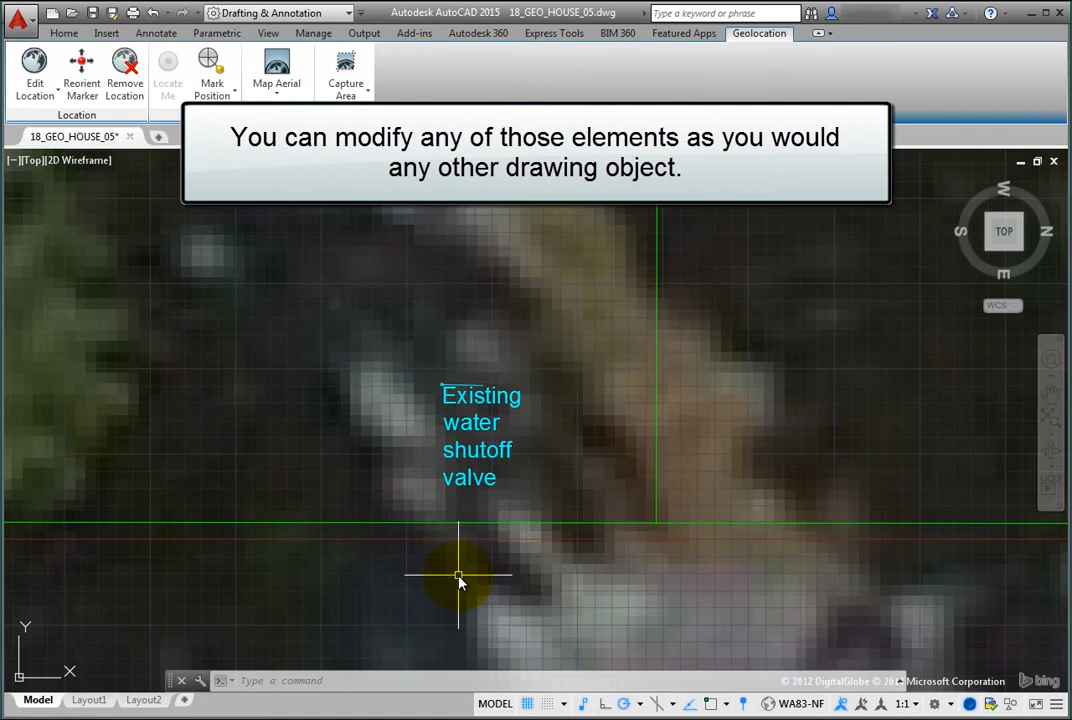 Drafting & Annotation
Autodesk AutoCAD 2015 18_GEO_HOUSE_05.dwg
Type a keyword or phrase
Home Insert Annotate Parametric View Manage Output Add-ins Autodesk 360 Express Tools BIM 360 Featured Apps Geolocation
Edit Location
Reorient Marker
Remove Location
Locate Me
Mark Position
Map Aerial
Capture Area
Location
18_GEO_HOUSE_05*
You can modify any of those elements as you would
any other drawing object.
[−][Top][2D Wireframe]
W
S TOP N
E
WCS
Existing
water
shutoff
valve
Y
X
Type a command
© 2012 DigitalGlobe Microsoft Corporation
bing
Model Layout1 Layout2
MODEL
WA83-NF
1:1